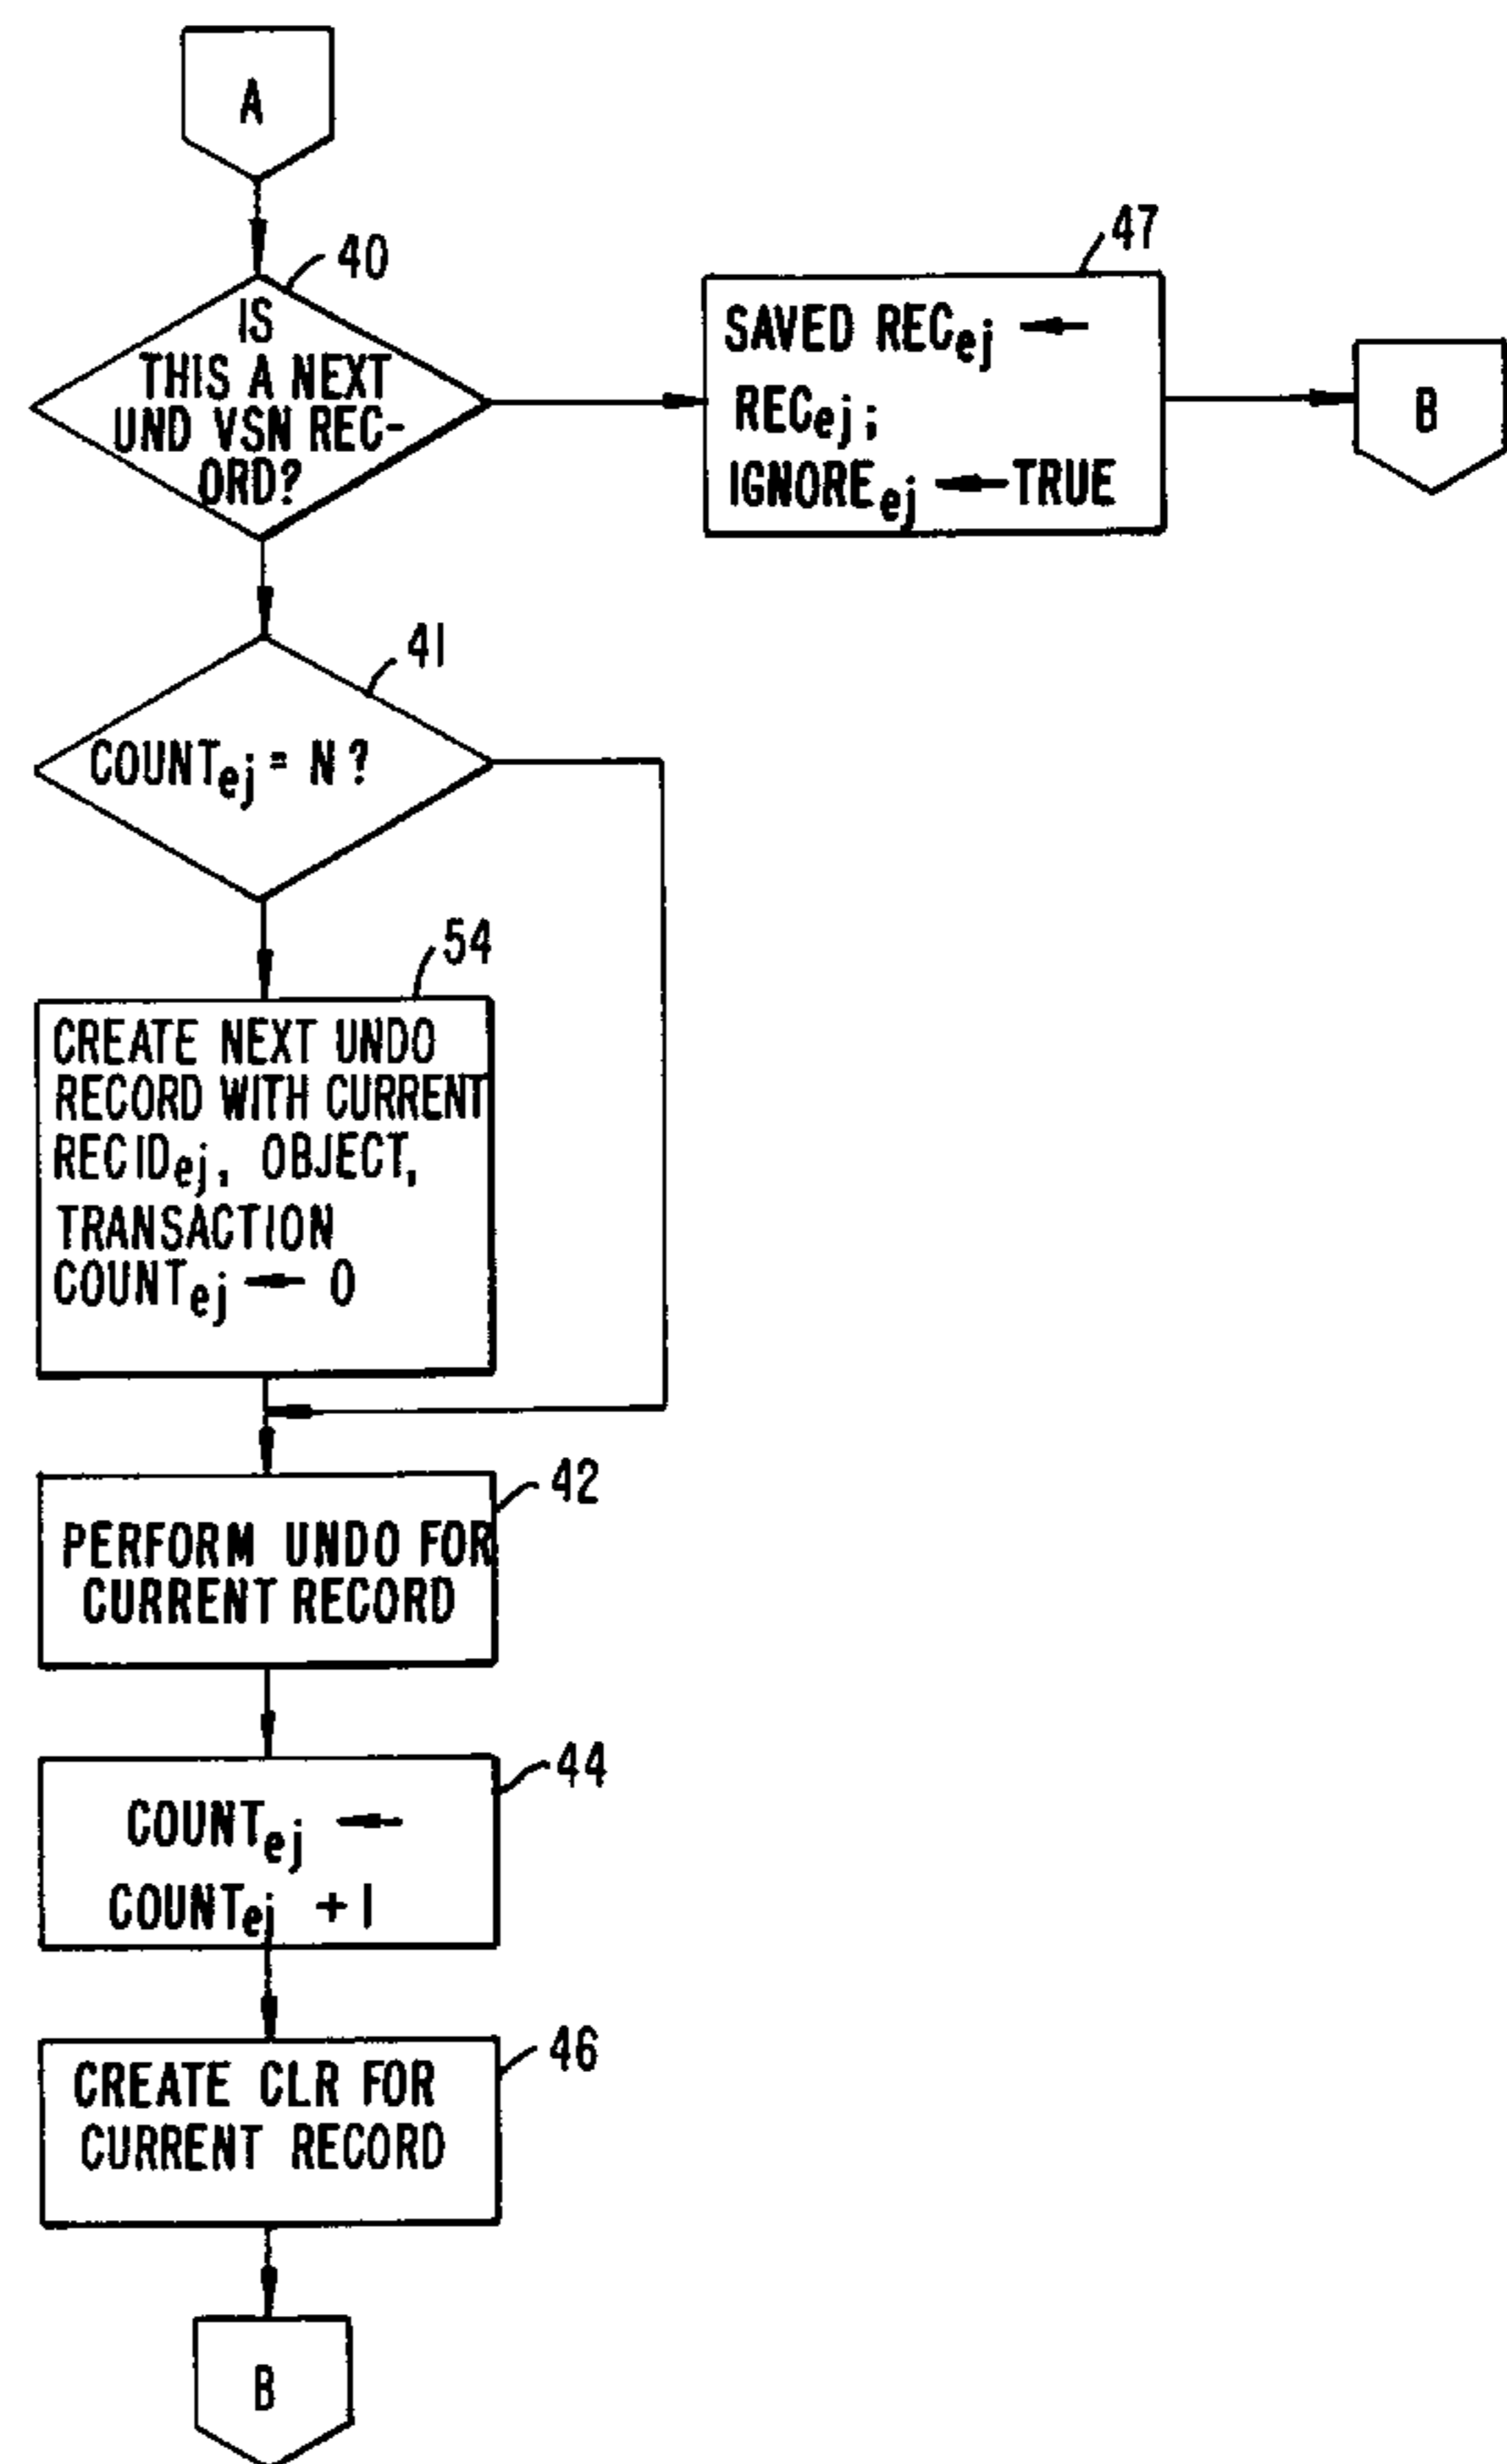 A
40
IS
THIS A NEXT
UND VSN REC-
ORD?
47
SAVED RECej ←
RECej;
IGNOREej ← TRUE
B
41
COUNTej = N?
54
CREATE NEXT UNDO
RECORD WITH CURRENT
RECIDej, OBJECT,
TRANSACTION
COUNTej ← 0
42
PERFORM UNDO FOR
CURRENT RECORD
44
COUNTej ←
COUNTej +1
46
CREATE CLR FOR
CURRENT RECORD
B